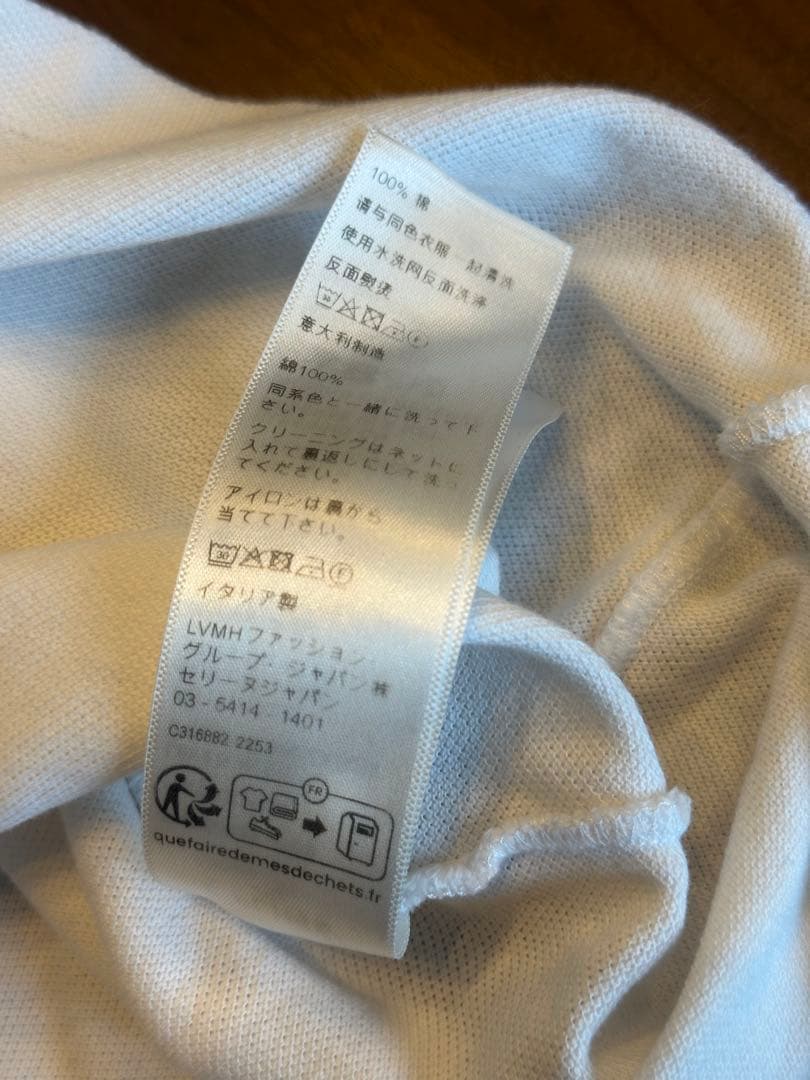 100% 棉
请与同色衣服一起清洗
使用水洗网反面洗涤
反面熨烫
30
意大利制造
綿100%
同系色と一緒に洗って下
さい。
クリーニングはネットに
入れて裏返しにして洗っ
てください。
アイロンは裏から
当てて下さい。
30 F
イタリア製
LVMHファッション・
グループ・ジャパン㈱
セリーヌジャパン
03 - 5414 - 1401
C316882 2253
FR
quefairedemesdechets.fr